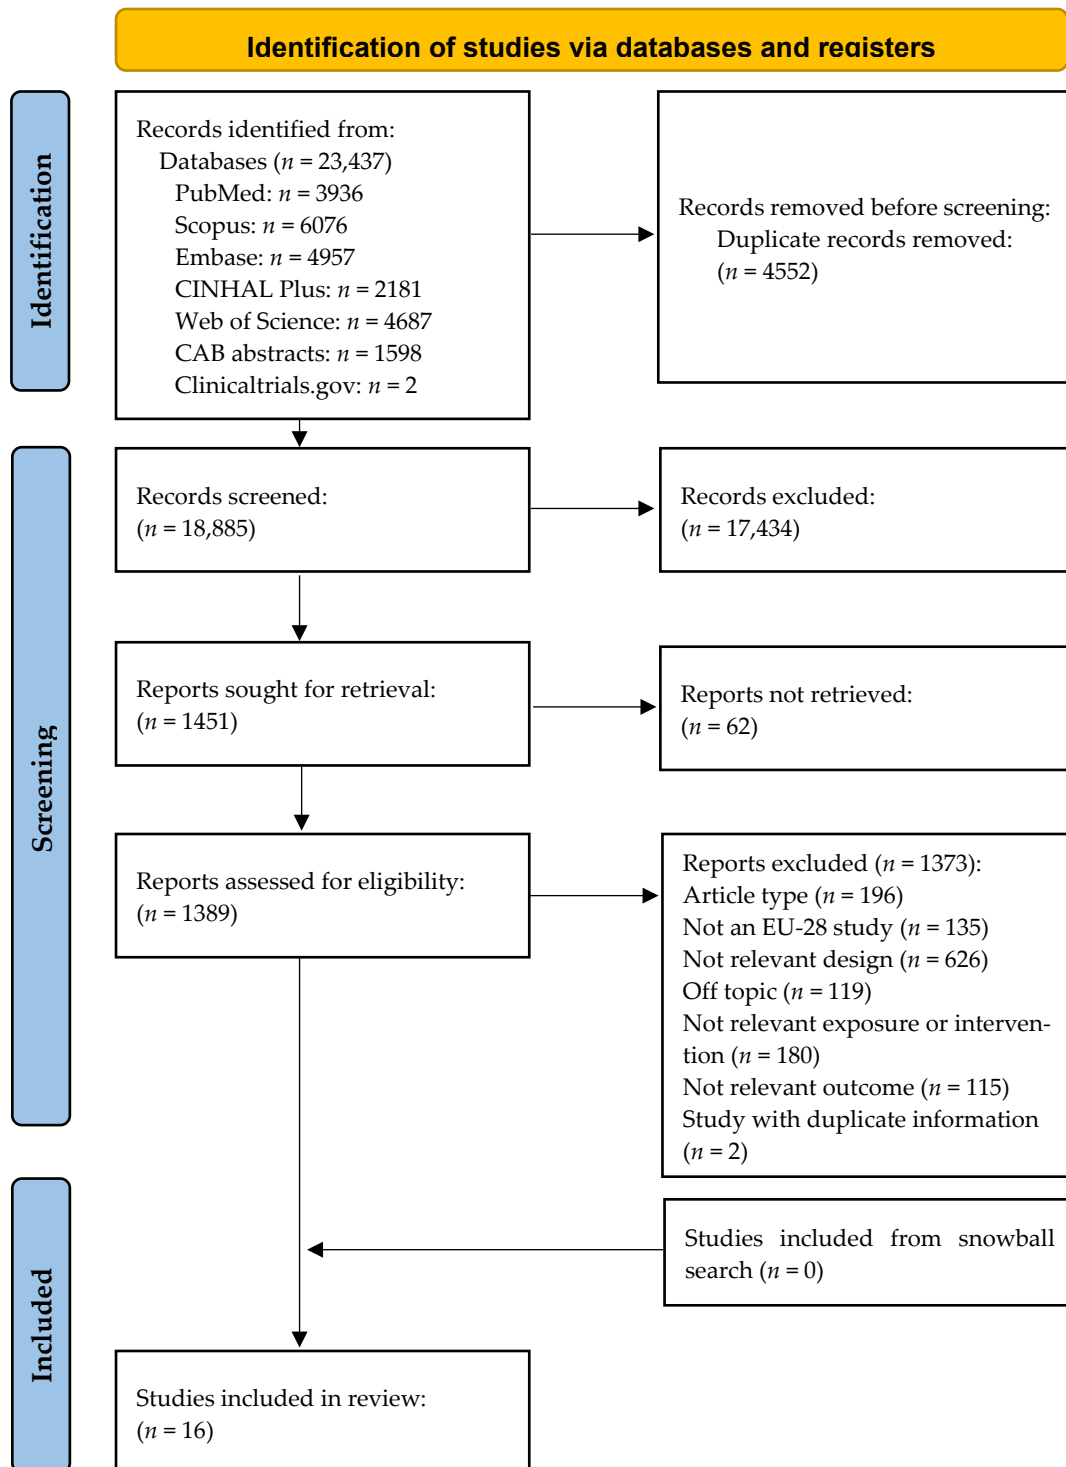 Identification of studies via databases and registers
Identification
Records identified from:
Databases (n = 23,437)
PubMed: n = 3936
Scopus: n = 6076
Embase: n = 4957
CINHAL Plus: n = 2181
Web of Science: n = 4687
CAB abstracts: n = 1598
Clinicaltrials.gov: n = 2
Records removed before screening:
Duplicate records removed:
(n = 4552)
Screening
Records screened:
(n = 18,885)
Records excluded:
(n = 17,434)
Reports sought for retrieval:
(n = 1451)
Reports not retrieved:
(n = 62)
Reports assessed for eligibility:
(n = 1389)
Reports excluded (n = 1373):
Article type (n = 196)
Not an EU-28 study (n = 135)
Not relevant design (n = 626)
Off topic (n = 119)
Not relevant exposure or interven-
tion (n = 180)
Not relevant outcome (n = 115)
Study with duplicate information
(n = 2)
Included
Studies included from snowball
search (n = 0)
Studies included in review:
(n = 16)